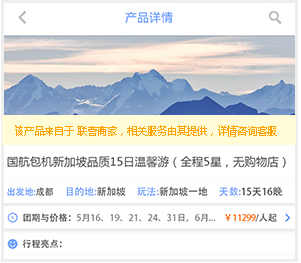 产品详情
该产品来自于 联营商家，相关服务由其提供，详情咨询客服
国航包机新加坡品质15日温馨游（全程5星，无购物店）
出发地:成都 目的地:新加坡 玩法:新加坡一地 天数:15天16晚
团期与价格: 5月16、19、21、24、31日，6月... ￥11299/人起
行程亮点: